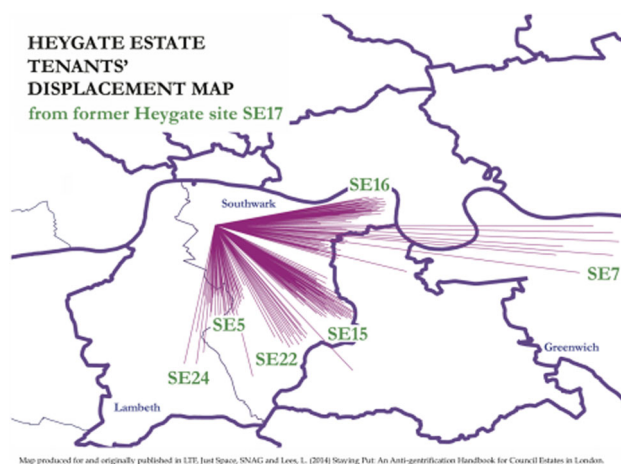 HEYGATE ESTATE
TENANTS'
DISPLACEMENT MAP
from former Heygate site SE17
SE16
Southwark
SE7
SE5
SE15
SE22
Greenwich
SE24
Lambeth
Map produced for and originally published in LTF, Just Space, SNAG and Lees, L. (2014) Staying Put: An Anti-gentrification Handbook for Council Estates in London.